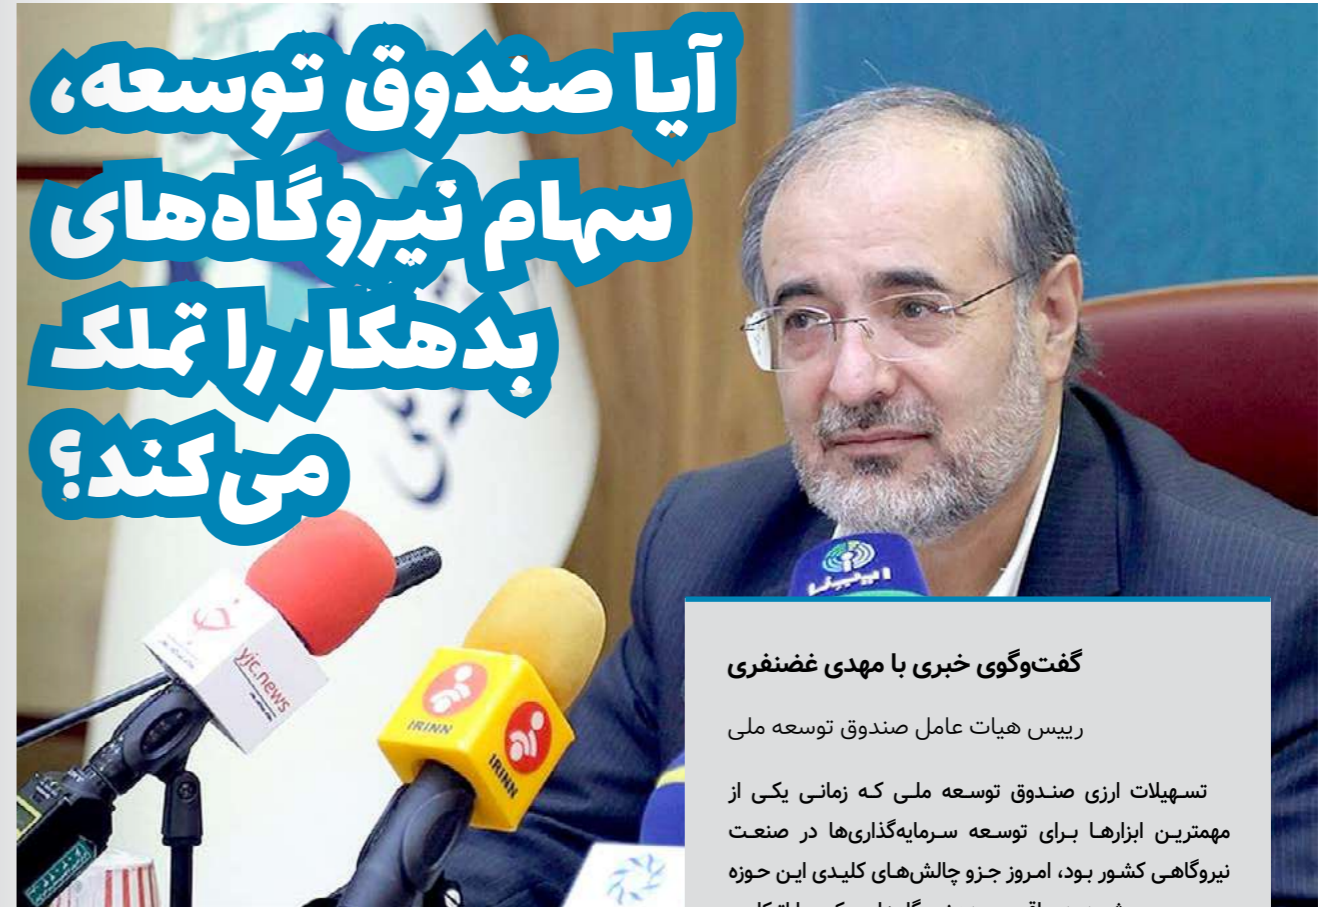 آیا صندوق توسعه،
سهام نیروگاه‌های
بدهکار را تملک
می‌کند؟
ایبِنا
yjc.news
IRINN
IRINN
گفت‌وگوی خبری با مهدی غضنفری
رییس هیات عامل صندوق توسعه ملی
تسهیلات ارزی صندوق توسعه ملی که زمانی یکی از
مهمترین ابزارها برای توسعه سرمایه‌گذاری‌ها در صنعت
نیروگاهی کشور بود، امروز جزو چالش‌های کلیدی این حوزه